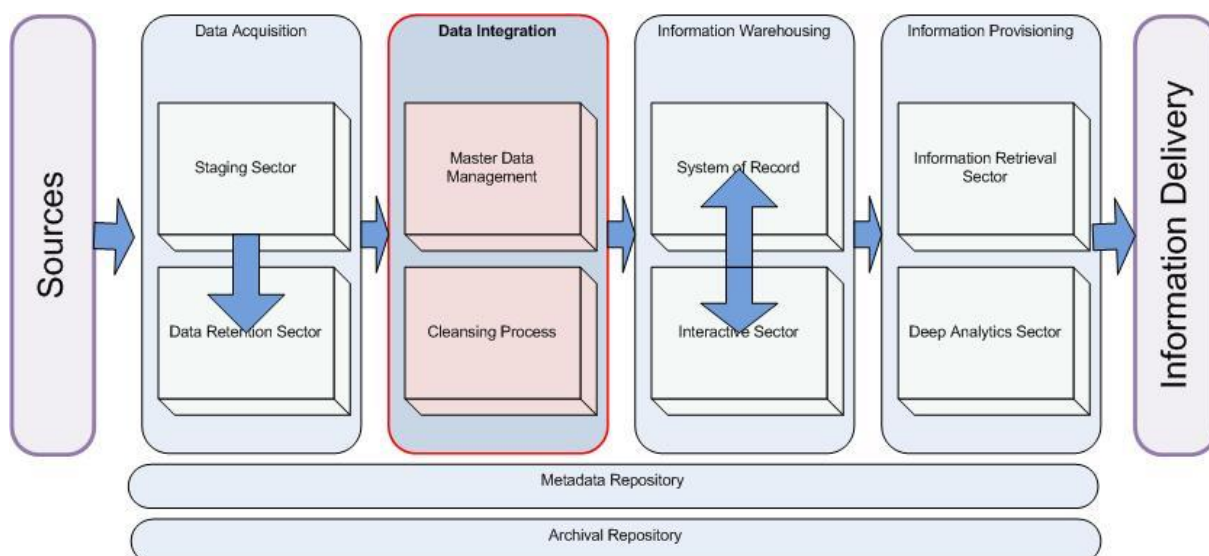 Sources
Data Acquisition
Staging Sector
Data Retention Sector
Data Integration
Master Data
Management
Cleansing Process
Information Warehousing
System of Record
Interactive Sector
Information Provisioning
Information Retrieval
Sector
Deep Analytics Sector
Information Delivery
Metadata Repository
Archival Repository